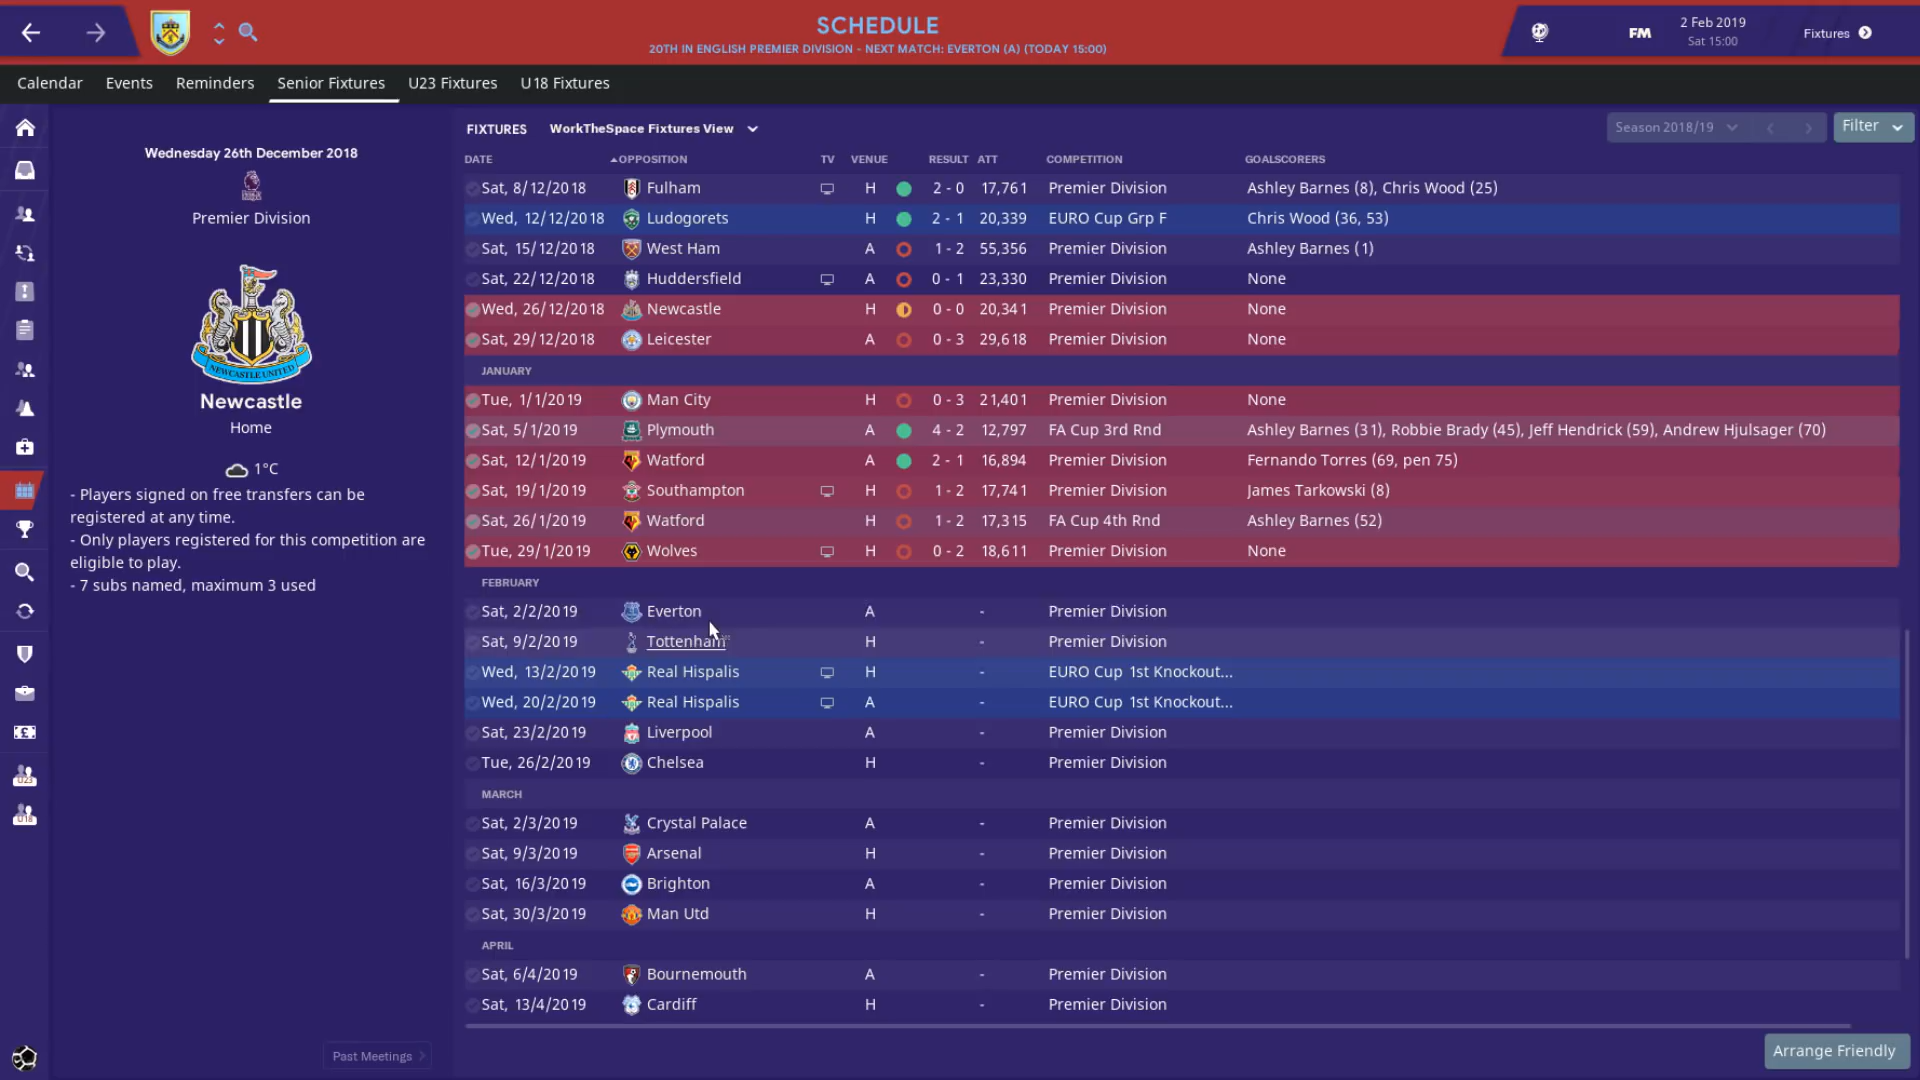 SCHEDULE
20TH IN ENGLISH PREMIER DIVISION - NEXT MATCH: EVERTON (A) (TODAY 15:00)
FM
2 Feb 2019
Sat 15:00
Fixtures
Calendar Events Reminders Senior Fixtures U23 Fixtures U18 Fixtures
Wednesday 26th December 2018
Premier Division
NEWCASTLE UNITED
Newcastle
Home
1°C
- Players signed on free transfers can be
registered at any time.
- Only players registered for this competition are
eligible to play.
- 7 subs named, maximum 3 used
Past Meetings
U23
U18
FIXTURES WorkTheSpace Fixtures View Season 2018/19 Filter
DATE OPPOSITION TV VENUE RESULT ATT COMPETITION GOALSCORERS
Sat, 8/12/2018 Fulham H 2 - 0 17,761 Premier Division Ashley Barnes (8), Chris Wood (25)
Wed, 12/12/2018 Ludogorets H 2 - 1 20,339 EURO Cup Grp F Chris Wood (36, 53)
Sat, 15/12/2018 West Ham A 1 - 2 55,356 Premier Division Ashley Barnes (1)
Sat, 22/12/2018 Huddersfield A 0 - 1 23,330 Premier Division None
Wed, 26/12/2018 Newcastle H 0 - 0 20,341 Premier Division None
Sat, 29/12/2018 Leicester A 0 - 3 29,618 Premier Division None
JANUARY
Tue, 1/1/2019 Man City H 0 - 3 21,401 Premier Division None
Sat, 5/1/2019 Plymouth A 4 - 2 12,797 FA Cup 3rd Rnd Ashley Barnes (31), Robbie Brady (45), Jeff Hendrick (59), Andrew Hjulsager (70)
Sat, 12/1/2019 Watford A 2 - 1 16,894 Premier Division Fernando Torres (69, pen 75)
Sat, 19/1/2019 Southampton H 1 - 2 17,741 Premier Division James Tarkowski (8)
Sat, 26/1/2019 Watford H 1 - 2 17,315 FA Cup 4th Rnd Ashley Barnes (52)
Tue, 29/1/2019 Wolves H 0 - 2 18,611 Premier Division None
FEBRUARY
Sat, 2/2/2019 Everton A - Premier Division
Sat, 9/2/2019 Tottenham H - Premier Division
Wed, 13/2/2019 Real Hispalis H - EURO Cup 1st Knockout...
Wed, 20/2/2019 Real Hispalis A - EURO Cup 1st Knockout...
Sat, 23/2/2019 Liverpool A - Premier Division
Tue, 26/2/2019 Chelsea H - Premier Division
MARCH
Sat, 2/3/2019 Crystal Palace A - Premier Division
Sat, 9/3/2019 Arsenal H - Premier Division
Sat, 16/3/2019 Brighton A - Premier Division
Sat, 30/3/2019 Man Utd H - Premier Division
APRIL
Sat, 6/4/2019 Bournemouth A - Premier Division
Sat, 13/4/2019 Cardiff H - Premier Division
Arrange Friendly